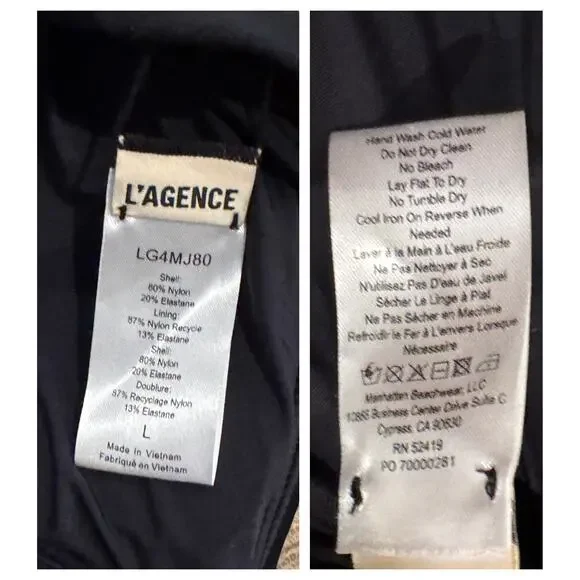 L'AGENCE
LG4MJ80
Shell:
80% Nylon
20% Elastane
Lining:
87% Nylon Recycle
13% Elastane
Shell:
80% Nylon
20% Elastane
Doublure:
87% Recyclage Nylon
13% Elastane
L
Made in Vietnam
Fabriqué en Vietnam
Hand Wash Cold Water
Do Not Dry Clean
No Bleach
Lay Flat To Dry
No Tumble Dry
Cool Iron On Reverse When
Needed
Laver à la Main à L'eau Froide
Ne Pas Nettoyer à Sec
N'utilisez Pas D'eau de Javel
Sécher Le Linge à Plat
Ne Pas Sécher en Machine
Refroidir le Fer à L'envers Lorsque
Nécessaire
Manhattan Beachwear, LLC
10855 Business Center Drive Suite C
Cypress, CA 90630
RN 52419
PO 70000281